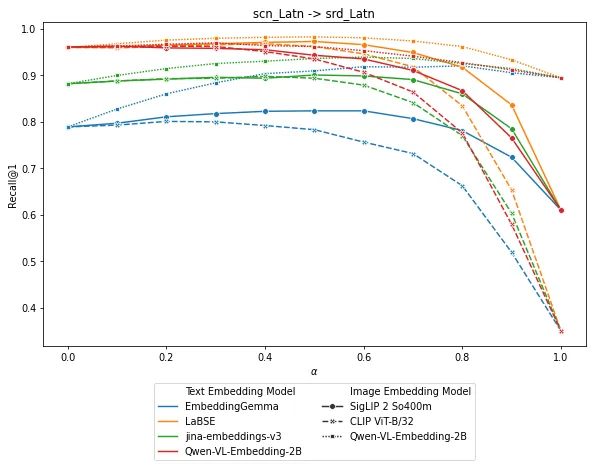 scn_Latn -> srd_Latn
1.0
0.9
0.8
0.7
0.6
0.5
0.4
Recall@1
0.0
0.2
0.4
0.6
0.8
1.0
α
Text Embedding Model
EmbeddingGemma
LaBSE
jina-embeddings-v3
Qwen-VL-Embedding-2B
Image Embedding Model
SigLIP 2 So400m
CLIP ViT-B/32
Qwen-VL-Embedding-2B